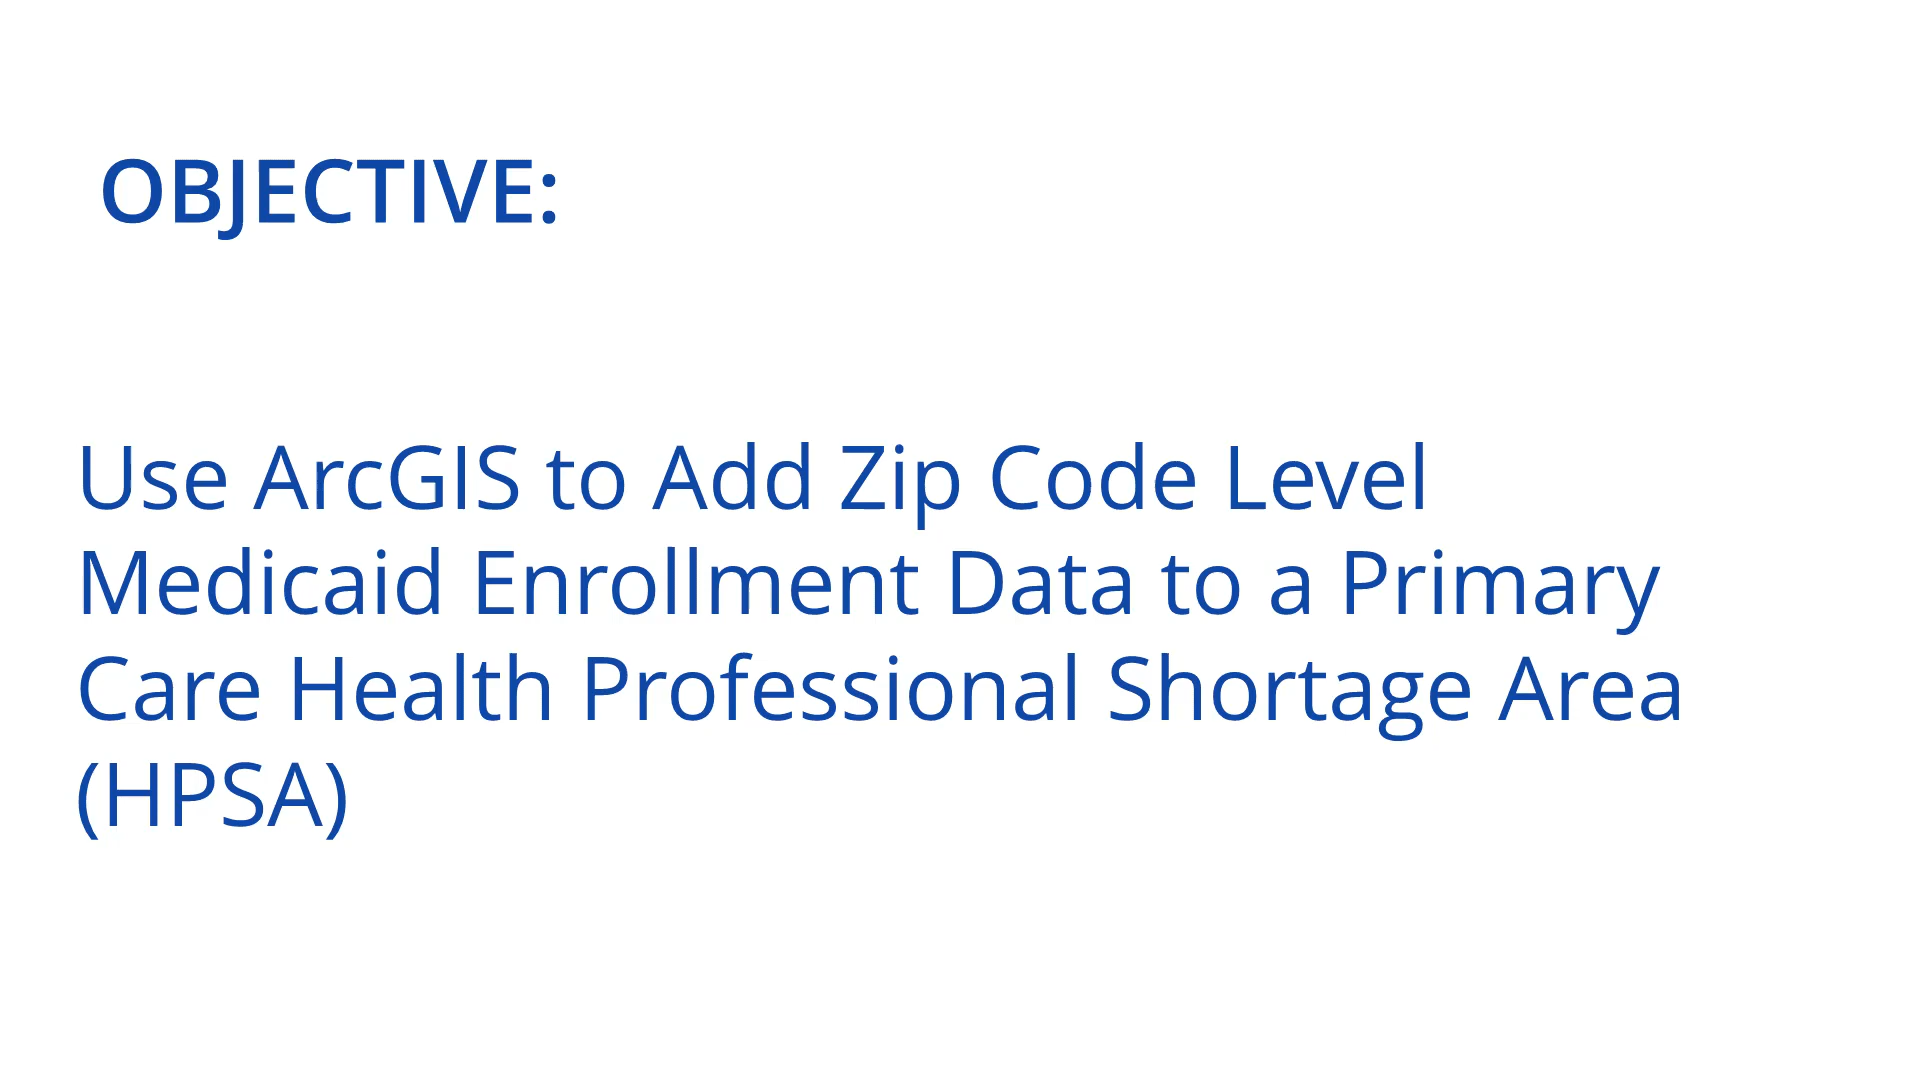 OBJECTIVE:
Use ArcGIS to Add Zip Code Level
Medicaid Enrollment Data to a Primary
Care Health Professional Shortage Area
(HPSA)